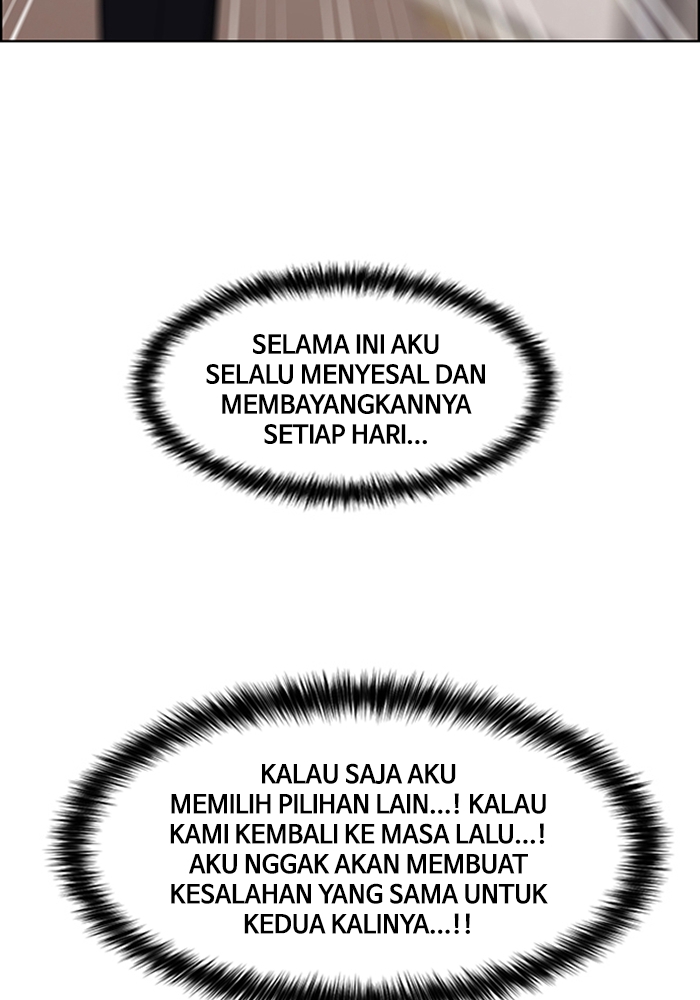 SELAMA INI AKU
SELALU MENYESAL DAN
MEMBAYANGKANNYA
SETIAP HARI...
KALAU SAJA AKU
MEMILIH PILIHAN LAIN...! KALAU
KAMI KEMBALI KE MASA LALU...!
AKU NGGAK AKAN MEMBUAT
KESALAHAN YANG SAMA UNTUK
KEDUA KALINYA...!!